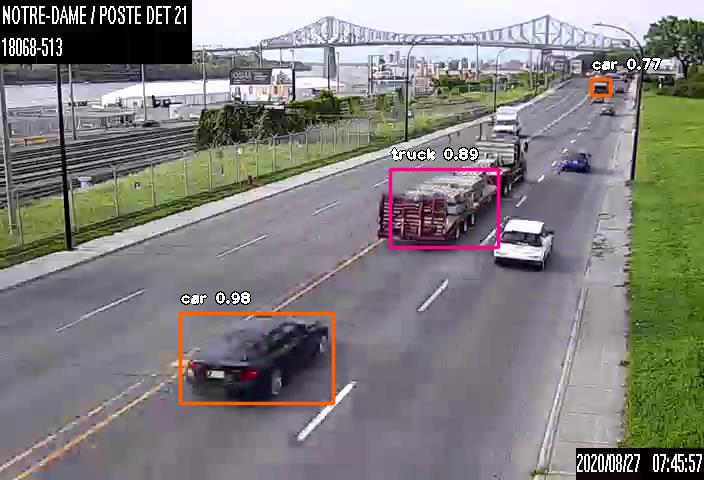 NOTRE-DAME / POSTE DET 21
18068-513
car 0.77
truck 0.89
car 0.98
2020/08/27 07:45:57